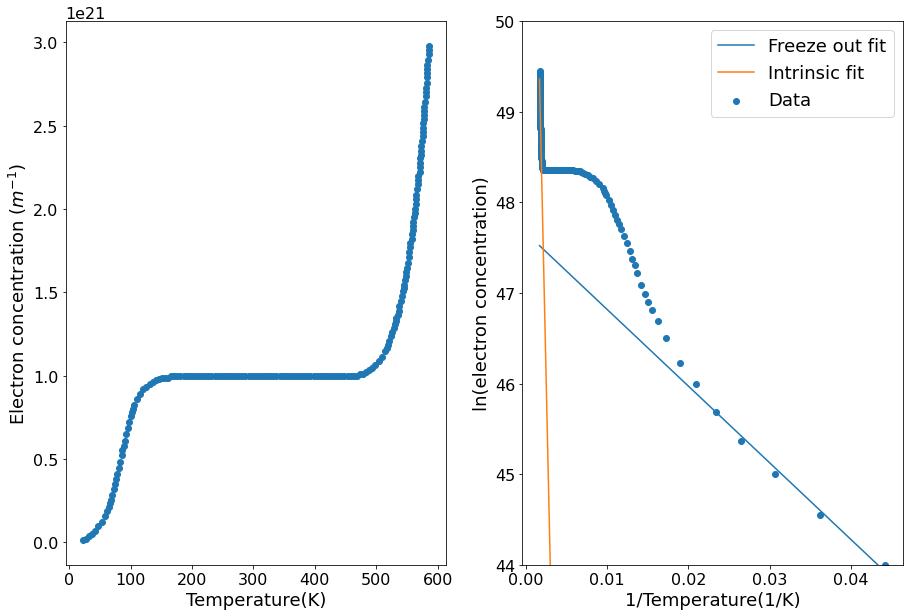 1e21
Electron concentration (m⁻¹)
3.0
2.5
2.0
1.5
1.0
0.5
0.0
0 100 200 300 400 500 600
Temperature(K)
ln(electron concentration)
50
49
48
47
46
45
44
Freeze out fit
Intrinsic fit
Data
0.00 0.01 0.02 0.03 0.04
1/Temperature(1/K)